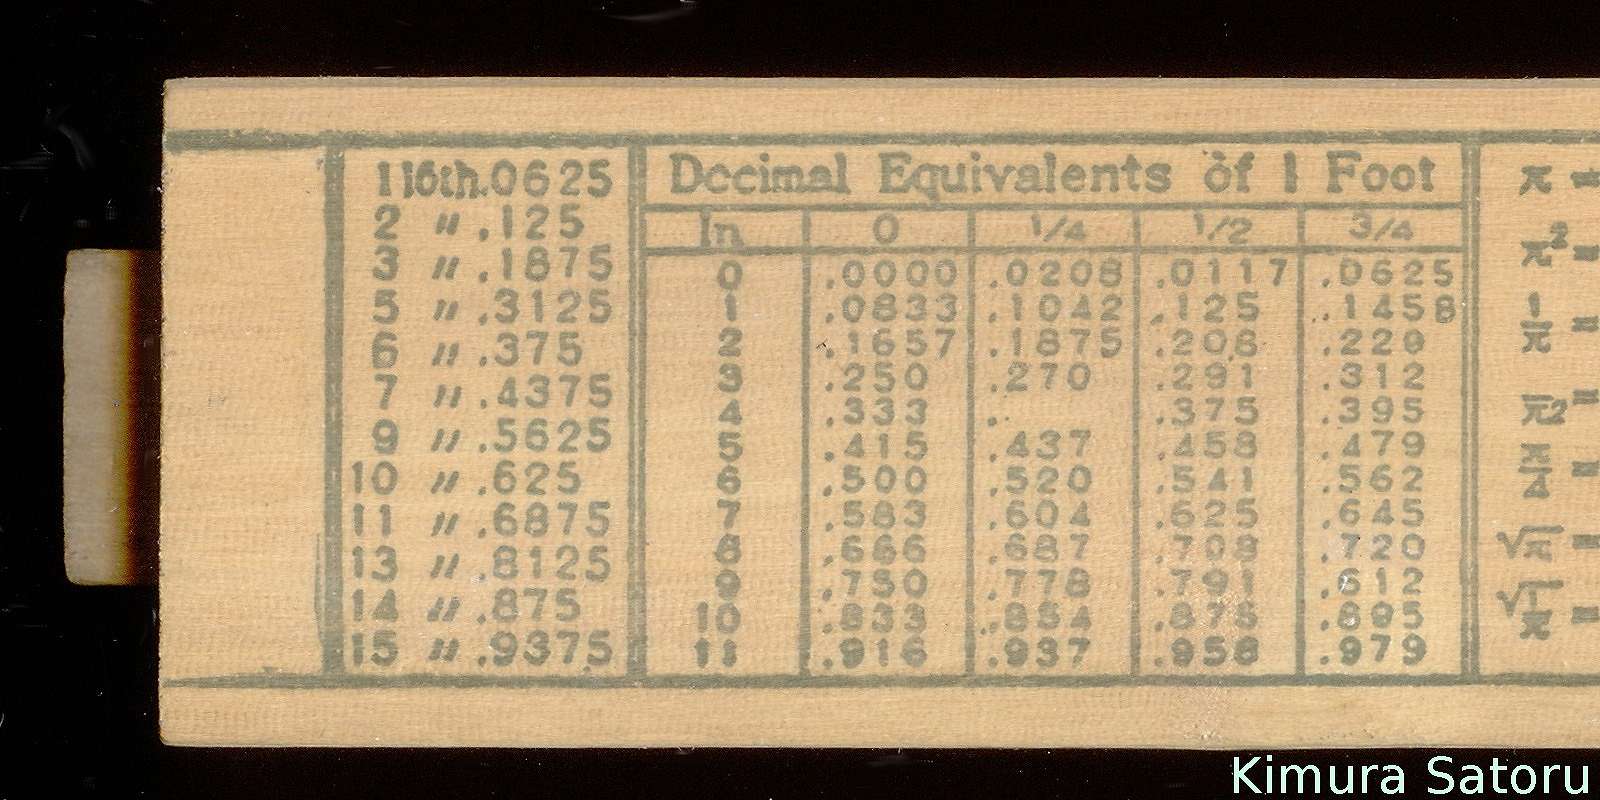 1 16th.0625
2 " .125
3 " .1875
5 " .3125
6 " .375
7 " .4375
9 " .5625
10 " .625
11 " .6875
13 " .8125
14 " .875
15 " .9375
Decimal Equivalents of 1 Foot
In 0 1/4 1/2 3/4
0 .0000 .0208 .0117 .0625
1 .0833 .1042 .125 .1458
2 .1657 .1875 .208 .229
3 .250 .270 .291 .312
4 .333 . .375 .395
5 .415 .437 .458 .479
6 .500 .520 .541 .562
7 .583 .604 .625 .645
8 .666 .687 .708 .720
9 .750 .778 .791 .612
10 .833 .854 .875 .895
11 .916 .937 .958 .979
π =
π² =
1/π =
π2 =
π/4 =
√π =
√1/π =
Kimura Satoru